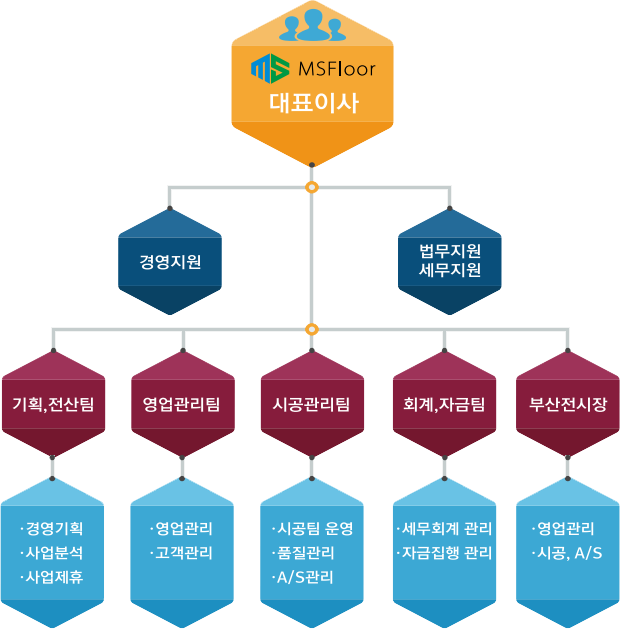 MS MSFloor
대표이사
경영지원
법무지원
세무지원
기획,전산팀
영업관리팀
시공관리팀
회계,자금팀
부산전시장
·경영기획
·사업분석
·사업제휴
·영업관리
·고객관리
·시공팀 운영
·품질관리
·A/S관리
·세무회계 관리
·자금집행 관리
·영업관리
·시공, A/S